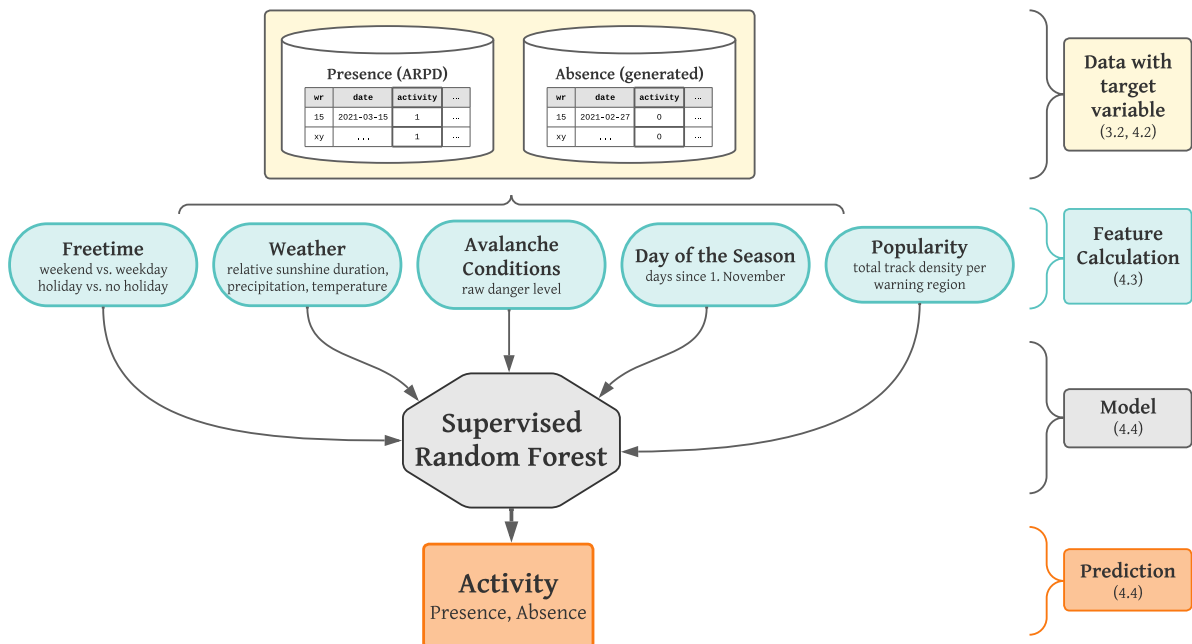 Presence (ARPD)
wr date activity ...
15 2021-03-15 1 ...
xy ... 1 ...
Absence (generated)
wr date activity ...
15 2021-02-27 0 ...
xy ... 0 ...
Data with
target
variable
(3.2, 4.2)
Freetime
weekend vs. weekday
holiday vs. no holiday
Weather
relative sunshine duration,
precipitation, temperature
Avalanche
Conditions
raw danger level
Day of the Season
days since 1. November
Popularity
total track density per
warning region
Feature
Calculation
(4.3)
Supervised
Random Forest
Model
(4.4)
Activity
Presence, Absence
Prediction
(4.4)